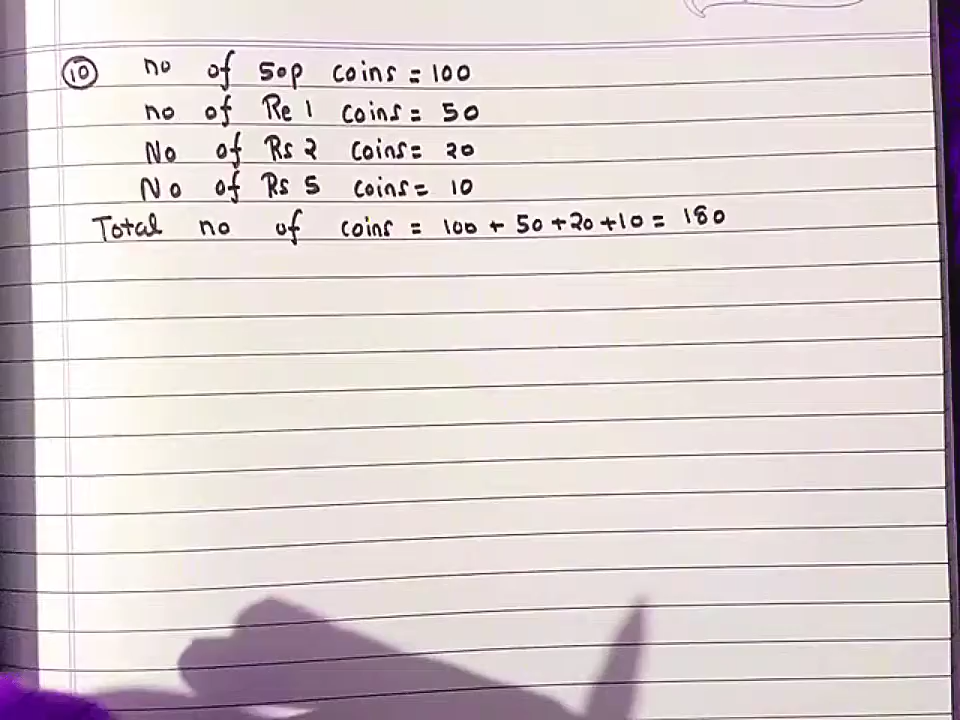 10 no of 50p coins = 100
no of Re 1 coins = 50
No of Rs 2 coins = 20
No of Rs 5 coins = 10
Total no of coins = 100 + 50 + 20 + 10 = 180